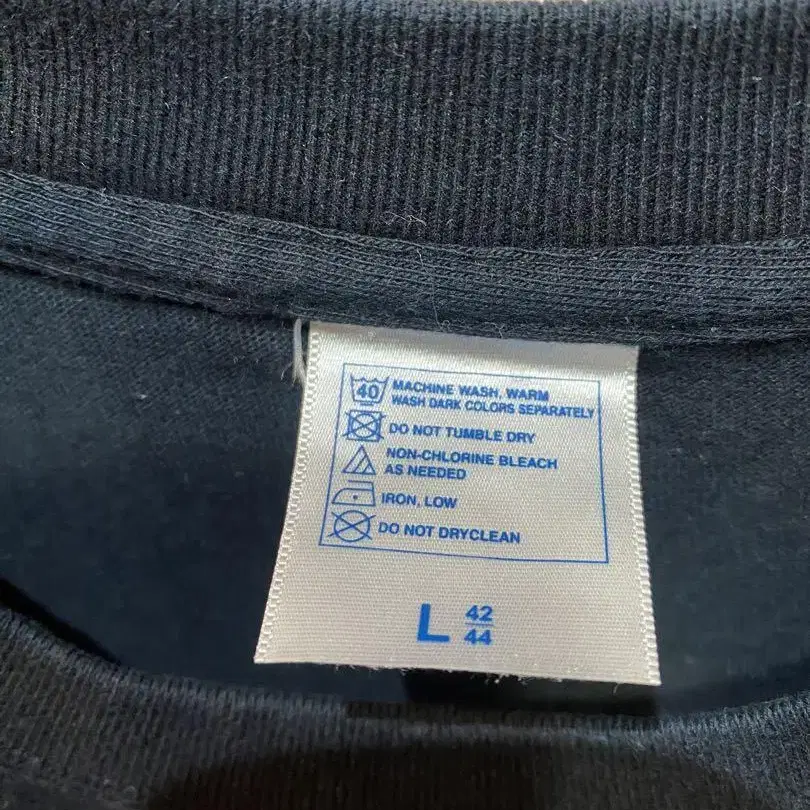 40 MACHINE WASH, WARM
WASH DARK COLORS SEPARATELY
DO NOT TUMBLE DRY
NON-CHLORINE BLEACH
AS NEEDED
IRON, LOW
DO NOT DRYCLEAN
L 42
44